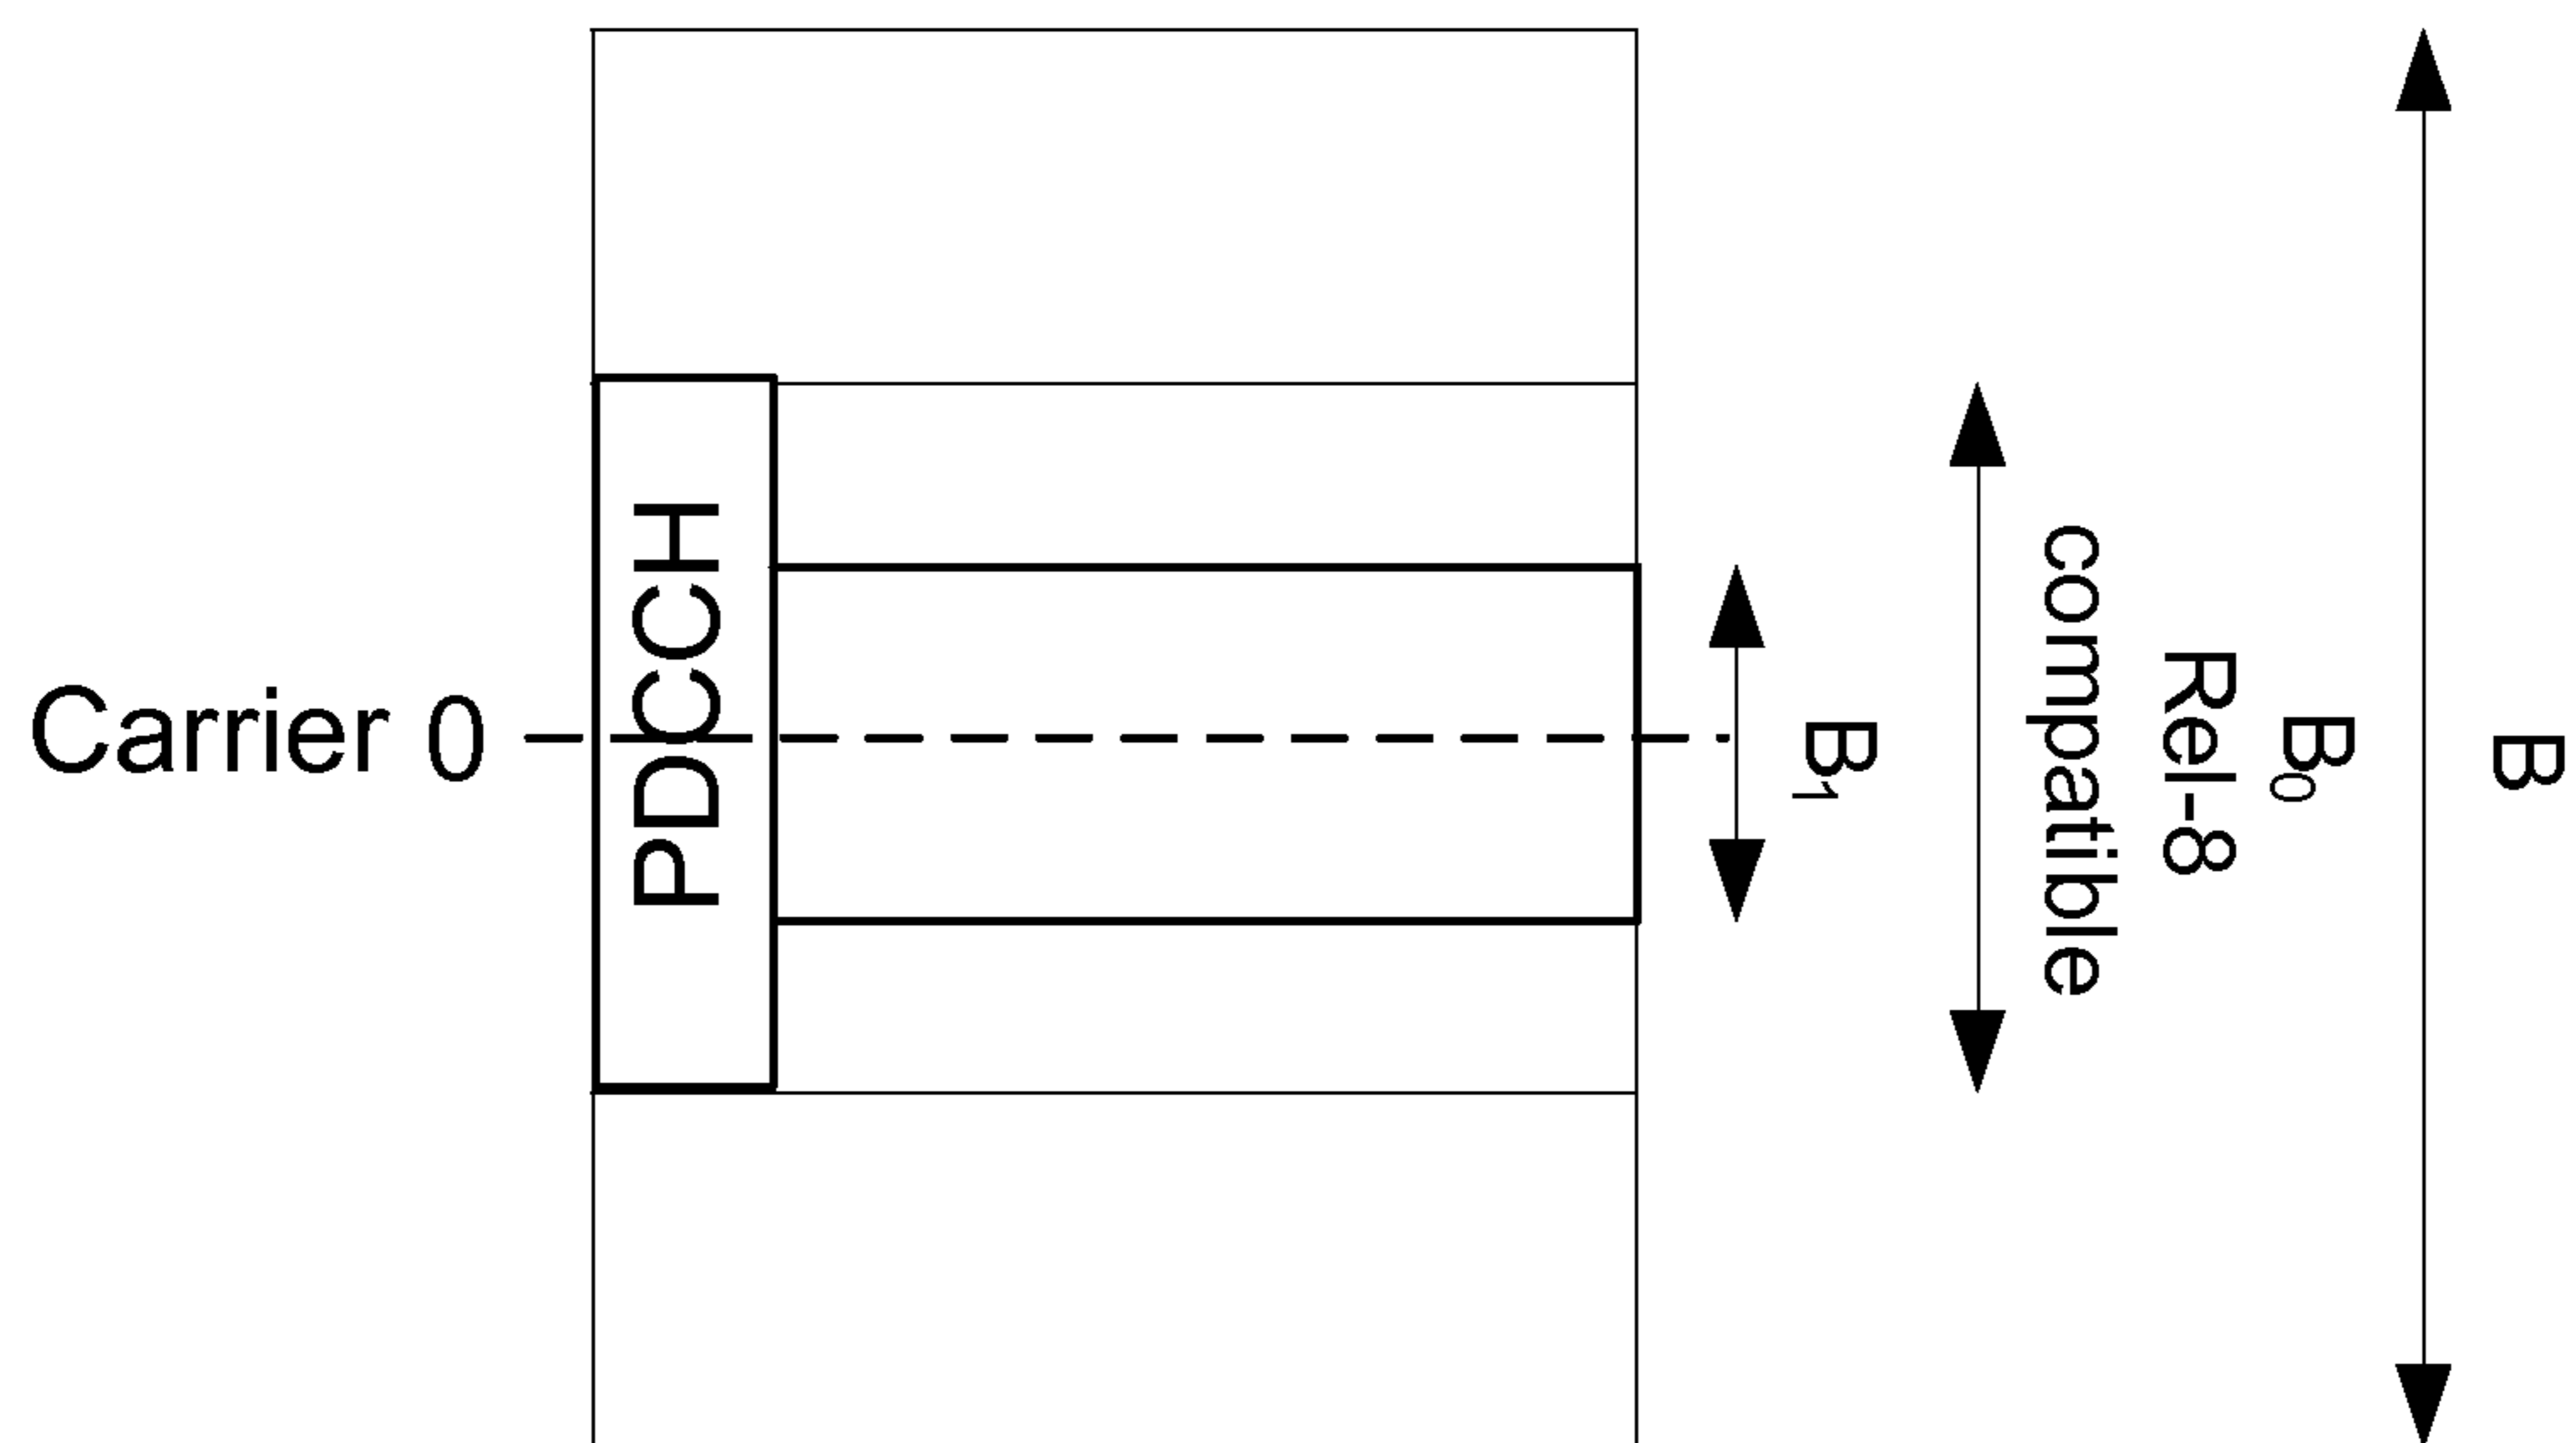 Carrier 0
PDCCH
B₁
B₀
Rel-8
compatible
B